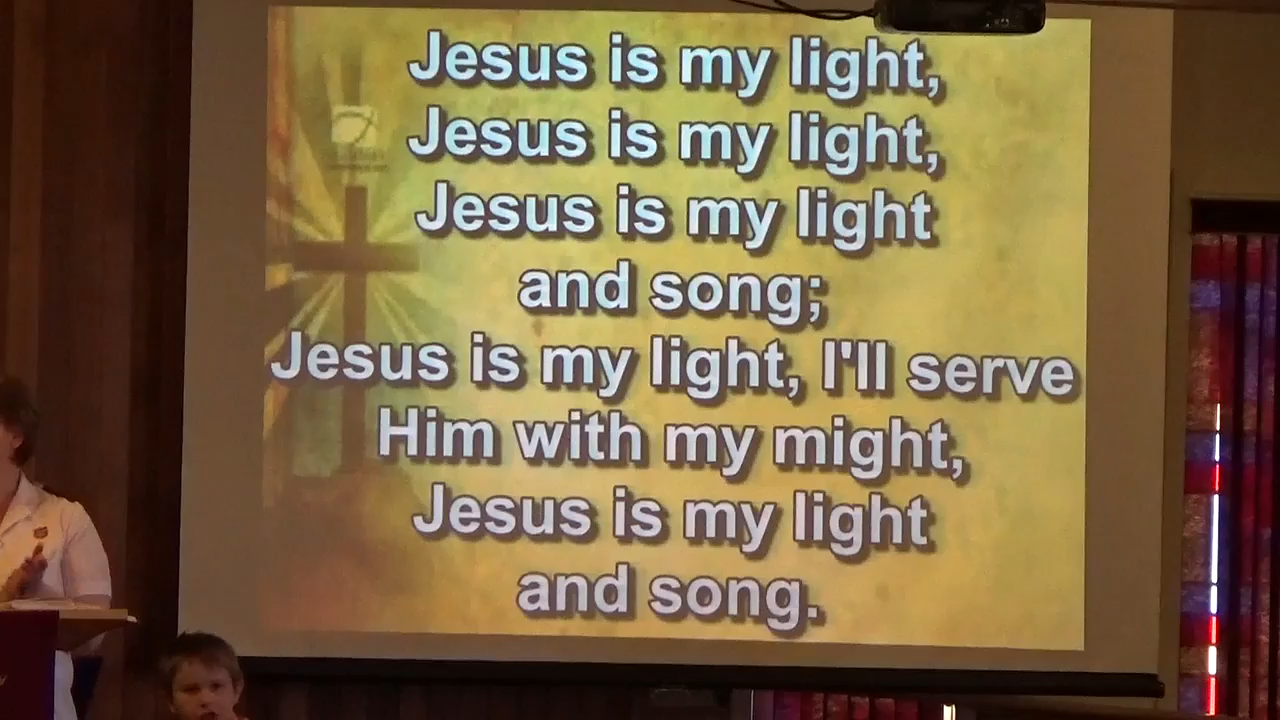 Jesus is my light,
Jesus is my light,
Jesus is my light
and song;
Jesus is my light, I'll serve
Him with my might,
Jesus is my light
and song.